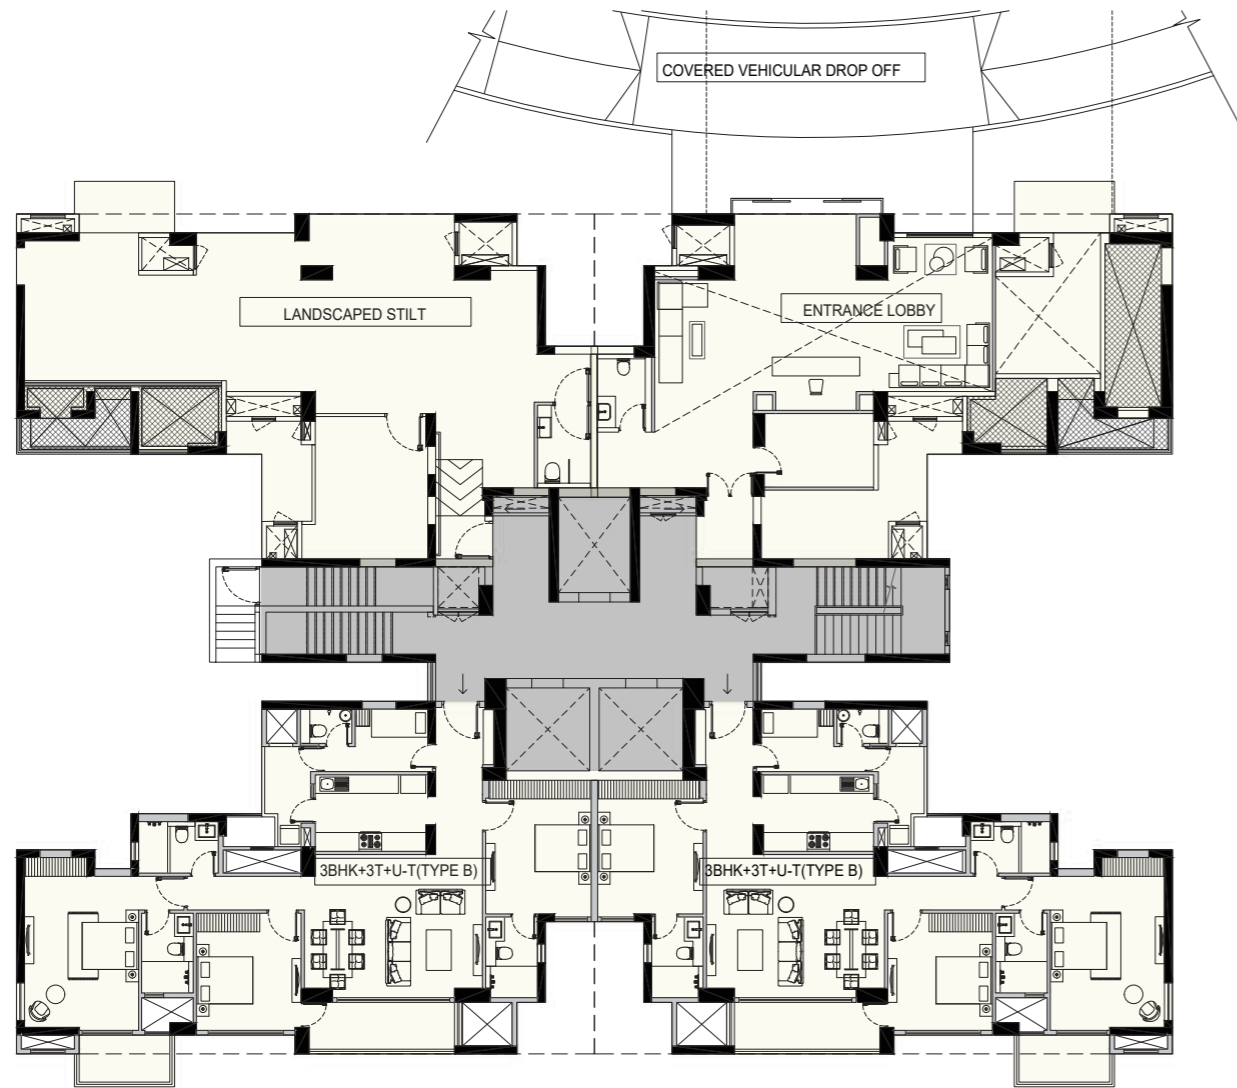 COVERED VEHICULAR DROP OFF
LANDSCAPED STILT
ENTRANCE LOBBY
3BHK+3T+U-T(TYPE B)
3BHK+3T+U-T(TYPE B)